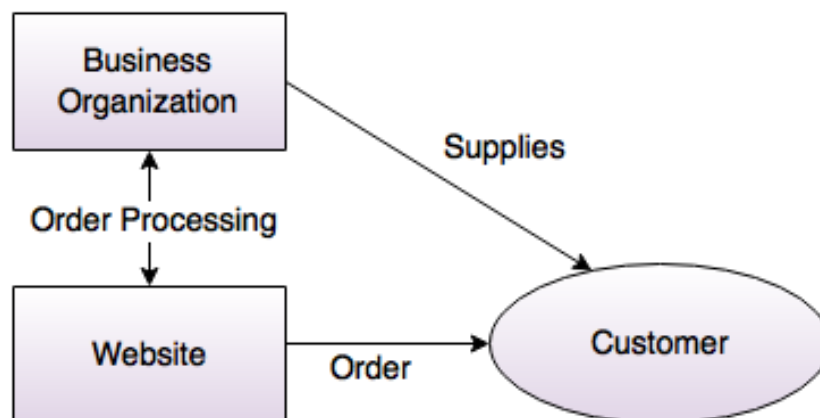 Business
Organization
Supplies
Order Processing
Website
Order
Customer